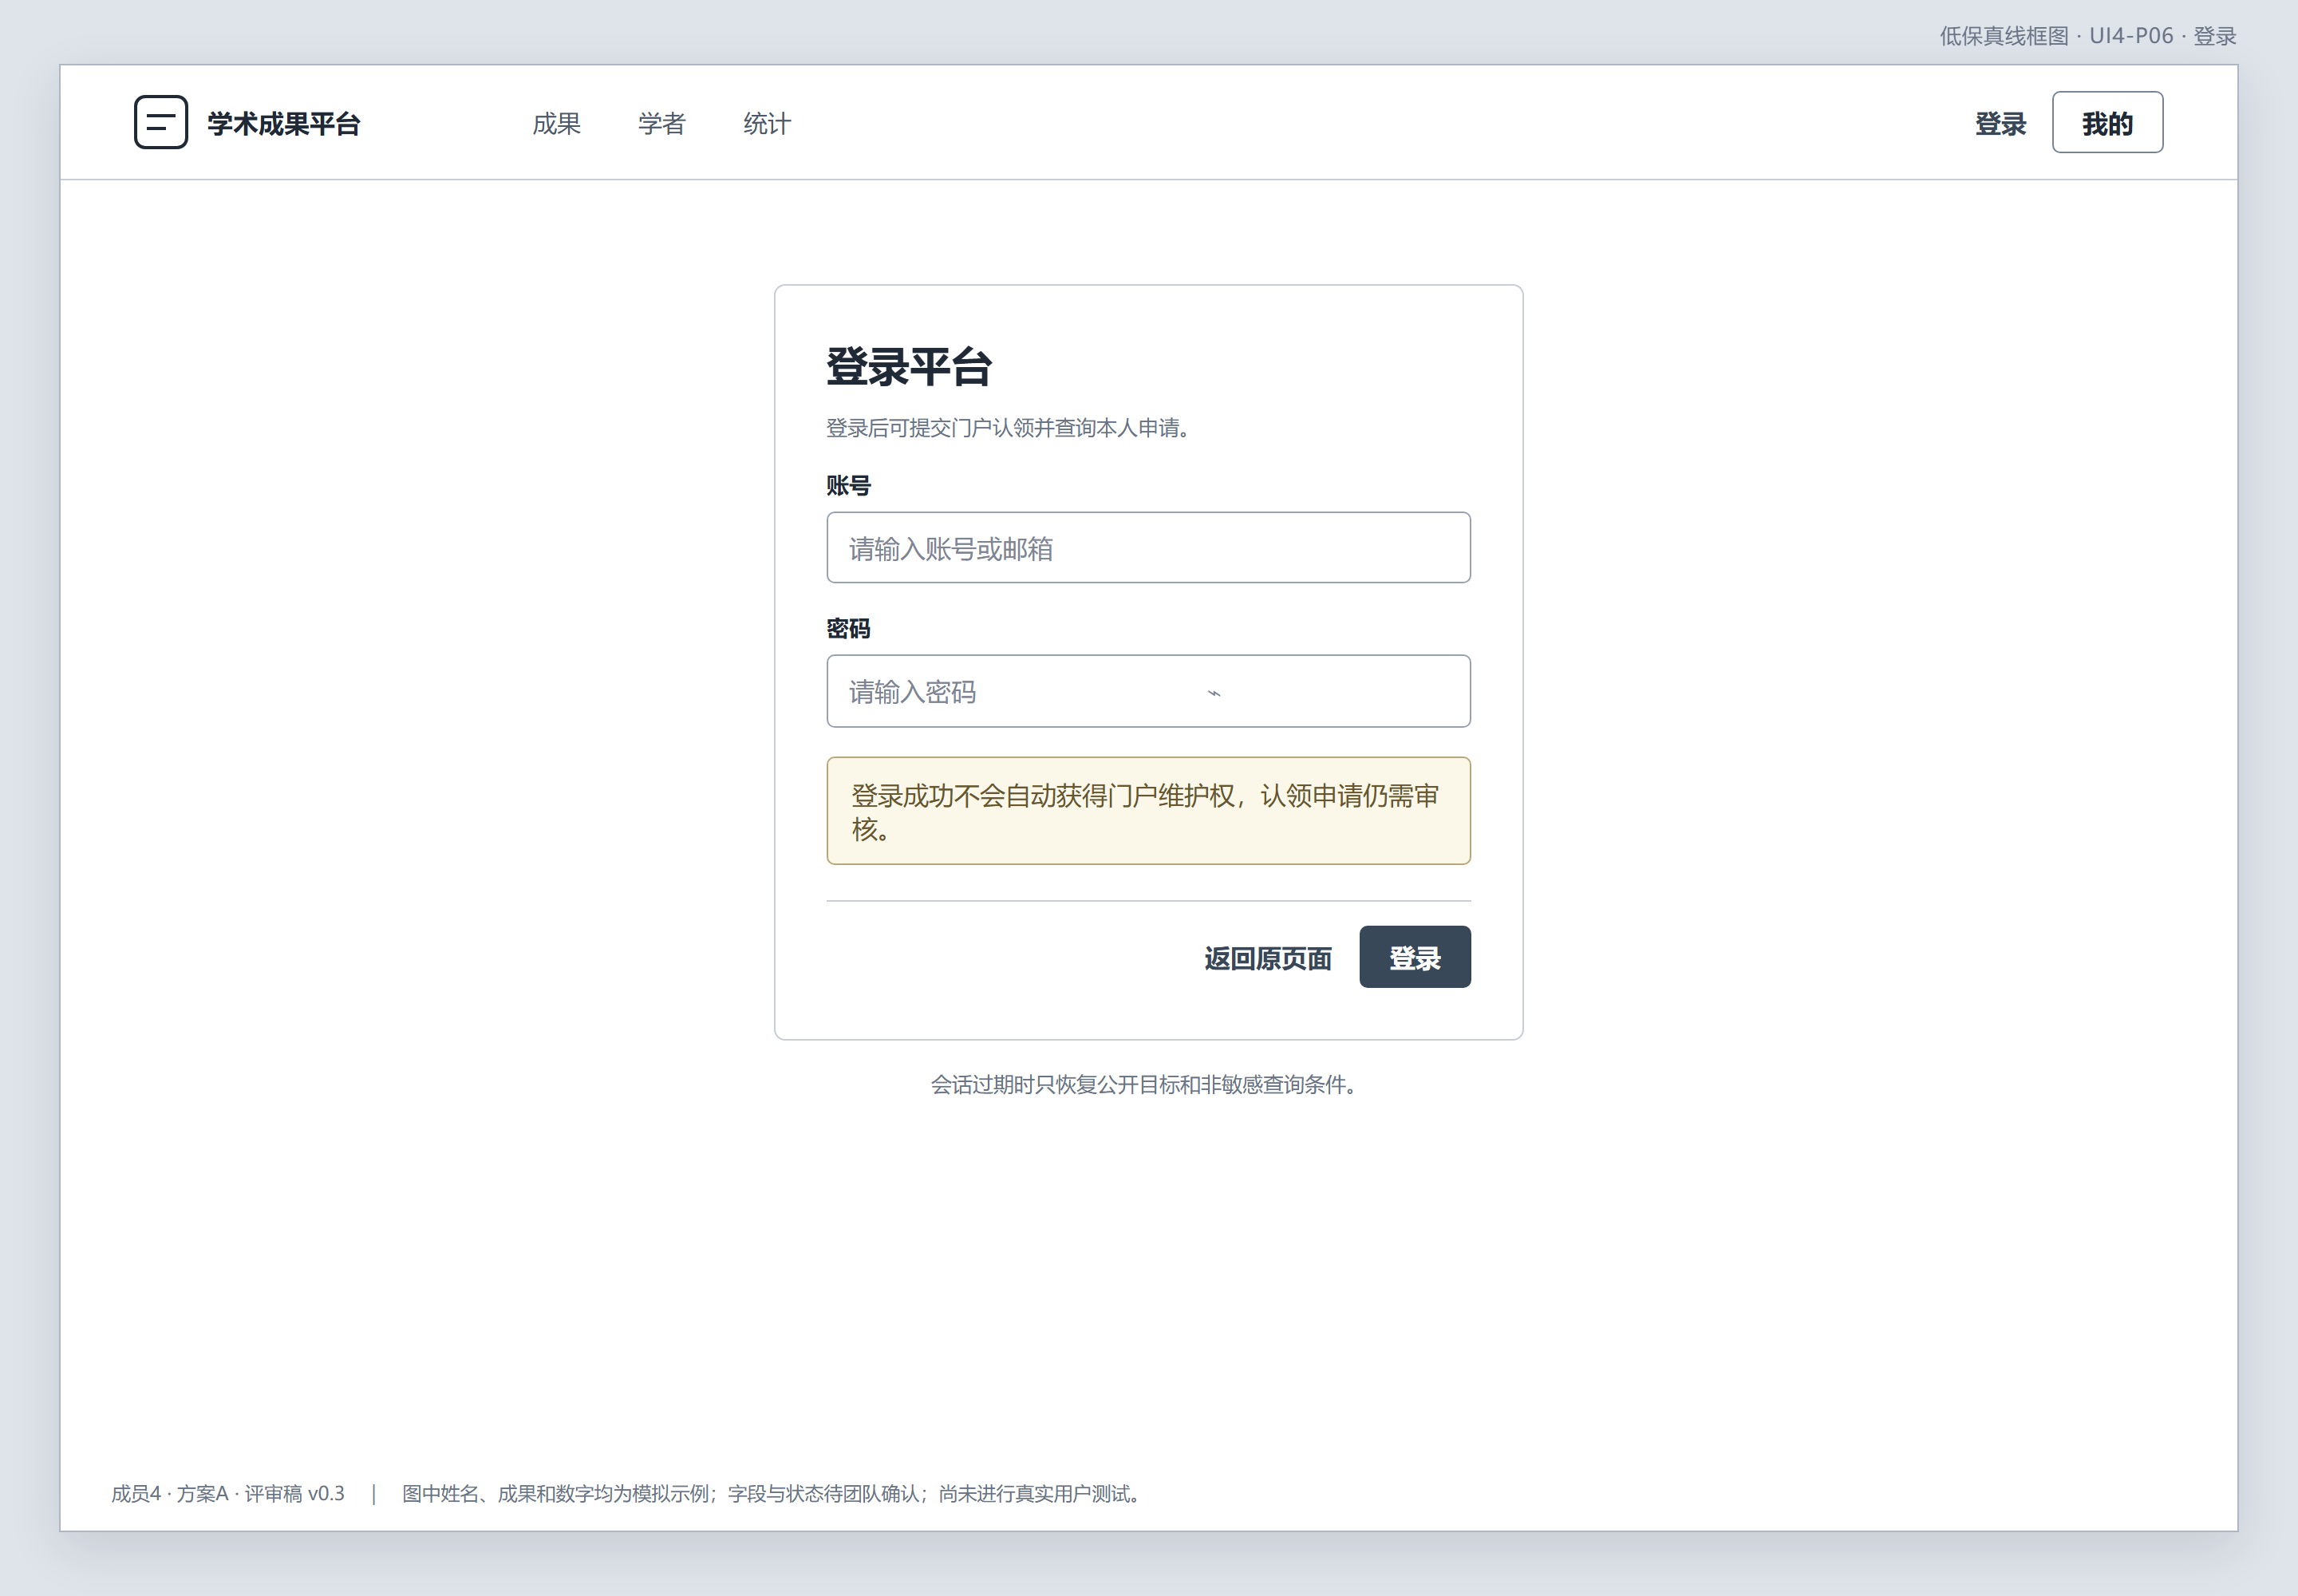 低保真线框图 · UI4-P06 · 登录
学术成果平台 成果 学者 统计 登录 我的
登录平台
登录后可提交门户认领并查询本人申请。
账号
请输入账号或邮箱
密码
请输入密码
登录成功不会自动获得门户维护权，认领申请仍需审
核。
返回原页面 登录
会话过期时只恢复公开目标和非敏感查询条件。
成员4 · 方案A · 评审稿 v0.3 | 图中姓名、成果和数字均为模拟示例；字段与状态待团队确认；尚未进行真实用户测试。